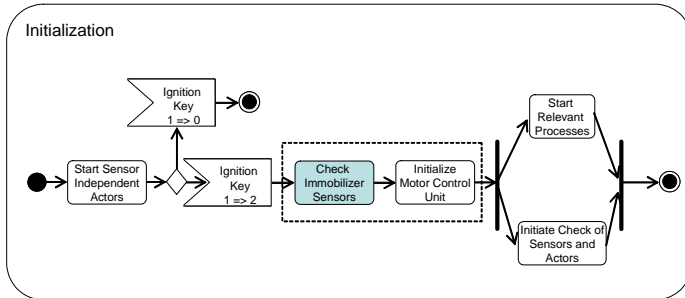 Initialization
Ignition
Key
1 => 0
Start Sensor
Independent
Actors
Ignition
Key
1 => 2
Check
Immobilizer
Sensors
Initialize
Motor Control
Unit
Start
Relevant
Processes
Initiate Check of
Sensors and
Actors